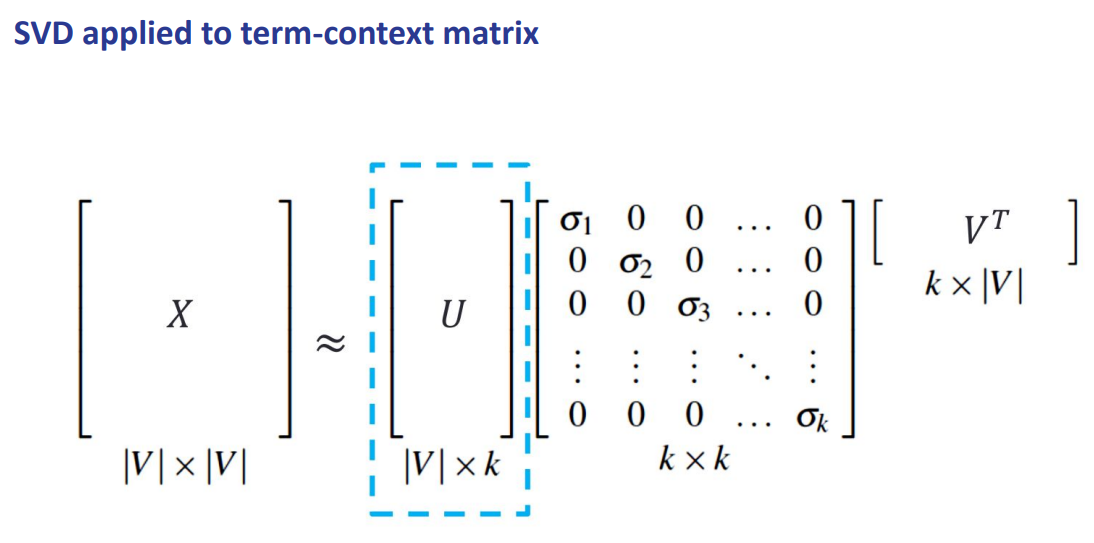 SVD applied to term-context matrix
X
|V| × |V|
≈
U
|V| × k
σ1 0 0 … 0
0 σ2 0 … 0
0 0 σ3 … 0
⋮ ⋮ ⋮ ⋱ ⋮
0 0 0 … σk
k × k
V^T
k × |V|